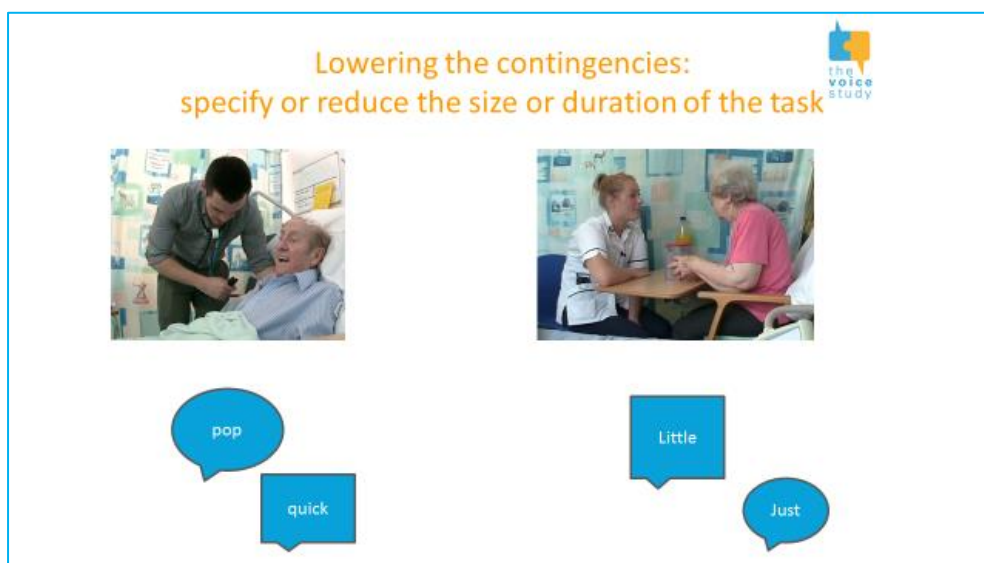 Lowering the contingencies:
specify or reduce the size or duration of the task
the
voice
study
pop
quick
Little
Just